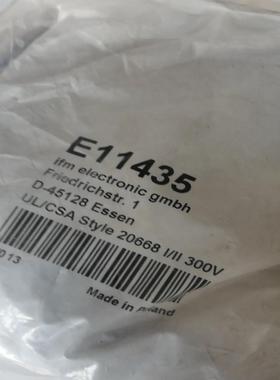 E11435
ifm electronic gmbh
Friedrichstr. 1
D-45128 Essen
UL/CSA Style 20668 I/II 300V
Made in